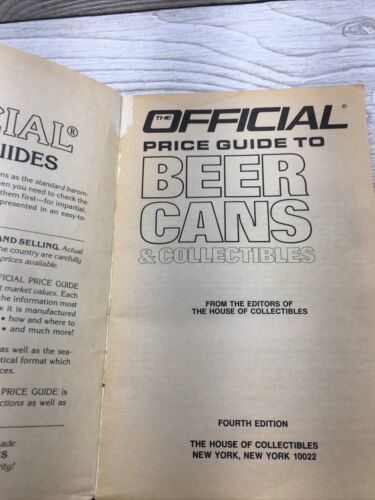 CIAL®
UIDES
ns as the standard barom-
en you need to check the
them first—for impartial,
presented in an easy-to-
AND SELLING. Actual
the country are carefully
prices available.
FICIAL PRICE GUIDE
t market values. Each
the information most
w it is manufactured
• how and where to
• and much more!
as well as the sea-
tical format which
ces.
PRICE GUIDE is
ctions as well as
ade
S
rity!
THE OFFICIAL®
PRICE GUIDE TO
BEER
CANS
& COLLECTIBLES
FROM THE EDITORS OF
THE HOUSE OF COLLECTIBLES
FOURTH EDITION
THE HOUSE OF COLLECTIBLES
NEW YORK, NEW YORK 10022